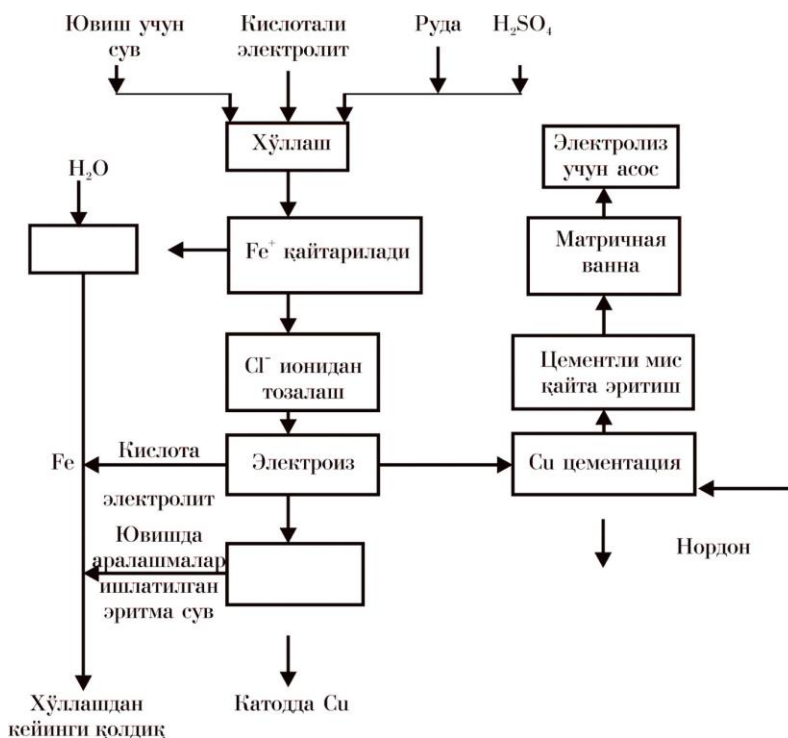 Ювиш учун
сув
Кислотали
электролит
Руда
H₂SO₄
Хўллаш
Электролиз
учун асос
H₂O
Fe⁺ қайтарилади
Матричная
ванна
Cl⁻ ионидан
тозалаш
Цементли мис
қайта эритиш
Fe
Кислота
электролит
Электроиз
Cu цементация
Ювишда
аралашмалар
ишлатилган
эритма сув
Нордон
Хўллашдан
кейинги қолдиқ
Катодда Cu